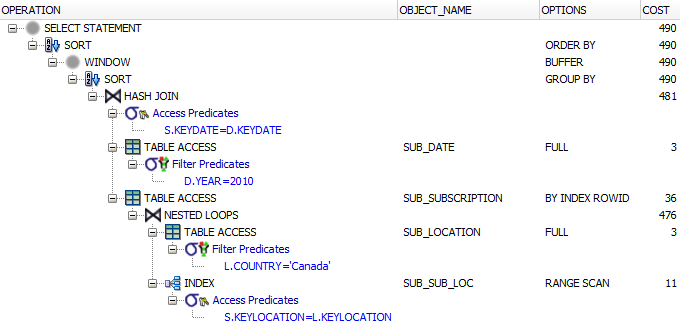 OPERATION OBJECT_NAME OPTIONS COST
SELECT STATEMENT 490
SORT ORDER BY 490
WINDOW BUFFER 490
SORT GROUP BY 490
HASH JOIN 481
Access Predicates
S.KEYDATE=D.KEYDATE
TABLE ACCESS SUB_DATE FULL 3
Filter Predicates
D.YEAR=2010
TABLE ACCESS SUB_SUBSCRIPTION BY INDEX ROWID 36
NESTED LOOPS 476
TABLE ACCESS SUB_LOCATION FULL 3
Filter Predicates
L.COUNTRY='Canada'
INDEX SUB_SUB_LOC RANGE SCAN 11
Access Predicates
S.KEYLOCATION=L.KEYLOCATION